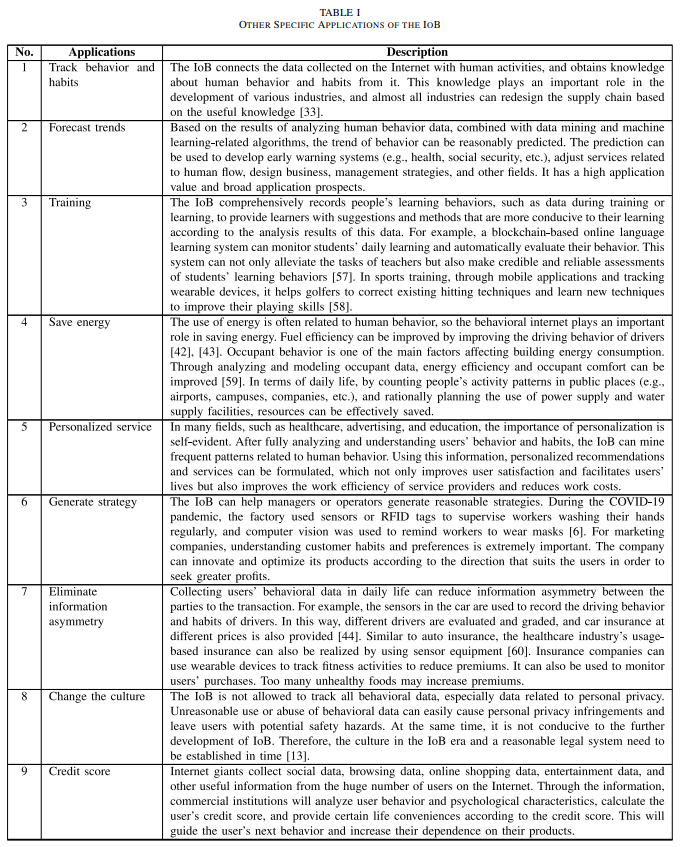 TABLE I
OTHER SPECIFIC APPLICATIONS OF THE IOB
No. Applications Description
1 Track behavior and habits The IoB connects the data collected on the Internet with human activities, and obtains knowledge
about human behavior and habits from it. This knowledge plays an important role in the
development of various industries, and almost all industries can redesign the supply chain based
on the useful knowledge [33].
2 Forecast trends Based on the results of analyzing human behavior data, combined with data mining and machine
learning-related algorithms, the trend of behavior can be reasonably predicted. The prediction can
be used to develop early warning systems (e.g., health, social security, etc.), adjust services related
to human flow, design business, management strategies, and other fields. It has a high application
value and broad application prospects.
3 Training The IoB comprehensively records people's learning behaviors, such as data during training or
learning, to provide learners with suggestions and methods that are more conducive to their learning
according to the analysis results of this data. For example, a blockchain-based online language
learning system can monitor students' daily learning and automatically evaluate their behavior. This
system can not only alleviate the tasks of teachers but also make credible and reliable assessments
of students' learning behaviors [57]. In sports training, through mobile applications and tracking
wearable devices, it helps golfers to correct existing hitting techniques and learn new techniques
to improve their playing skills [58].
4 Save energy The use of energy is often related to human behavior, so the behavioral internet plays an important
role in saving energy. Fuel efficiency can be improved by improving the driving behavior of drivers
[42], [43]. Occupant behavior is one of the main factors affecting building energy consumption.
Through analyzing and modeling occupant data, energy efficiency and occupant comfort can be
improved [59]. In terms of daily life, by counting people's activity patterns in public places (e.g.,
airports, campuses, companies, etc.), and rationally planning the use of power supply and water
supply facilities, resources can be effectively saved.
5 Personalized service In many fields, such as healthcare, advertising, and education, the importance of personalization is
self-evident. After fully analyzing and understanding users' behavior and habits, the IoB can mine
frequent patterns related to human behavior. Using this information, personalized recommendations
and services can be formulated, which not only improves user satisfaction and facilitates users'
lives but also improves the work efficiency of service providers and reduces work costs.
6 Generate strategy The IoB can help managers or operators generate reasonable strategies. During the COVID-19
pandemic, the factory used sensors or RFID tags to supervise workers washing their hands
regularly, and computer vision was used to remind workers to wear masks [6]. For marketing
companies, understanding customer habits and preferences is extremely important. The company
can innovate and optimize its products according to the direction that suits the users in order to
seek greater profits.
7 Eliminate information asymmetry Collecting users' behavioral data in daily life can reduce information asymmetry between the
parties to the transaction. For example, the sensors in the car are used to record the driving behavior
and habits of drivers. In this way, different drivers are evaluated and graded, and car insurance at
different prices is also provided [44]. Similar to auto insurance, the healthcare industry's usage-
based insurance can also be realized by using sensor equipment [60]. Insurance companies can
use wearable devices to track fitness activities to reduce premiums. It can also be used to monitor
users' purchases. Too many unhealthy foods may increase premiums.
8 Change the culture The IoB is not allowed to track all behavioral data, especially data related to personal privacy.
Unreasonable use or abuse of behavioral data can easily cause personal privacy infringements and
leave users with potential safety hazards. At the same time, it is not conducive to the further
development of IoB. Therefore, the culture in the IoB era and a reasonable legal system need to
be established in time [13].
9 Credit score Internet giants collect social data, browsing data, online shopping data, entertainment data, and
other useful information from the huge number of users on the Internet. Through the information,
commercial institutions will analyze user behavior and psychological characteristics, calculate the
user's credit score, and provide certain life conveniences according to the credit score. This will
guide the user's next behavior and increase their dependence on their products.